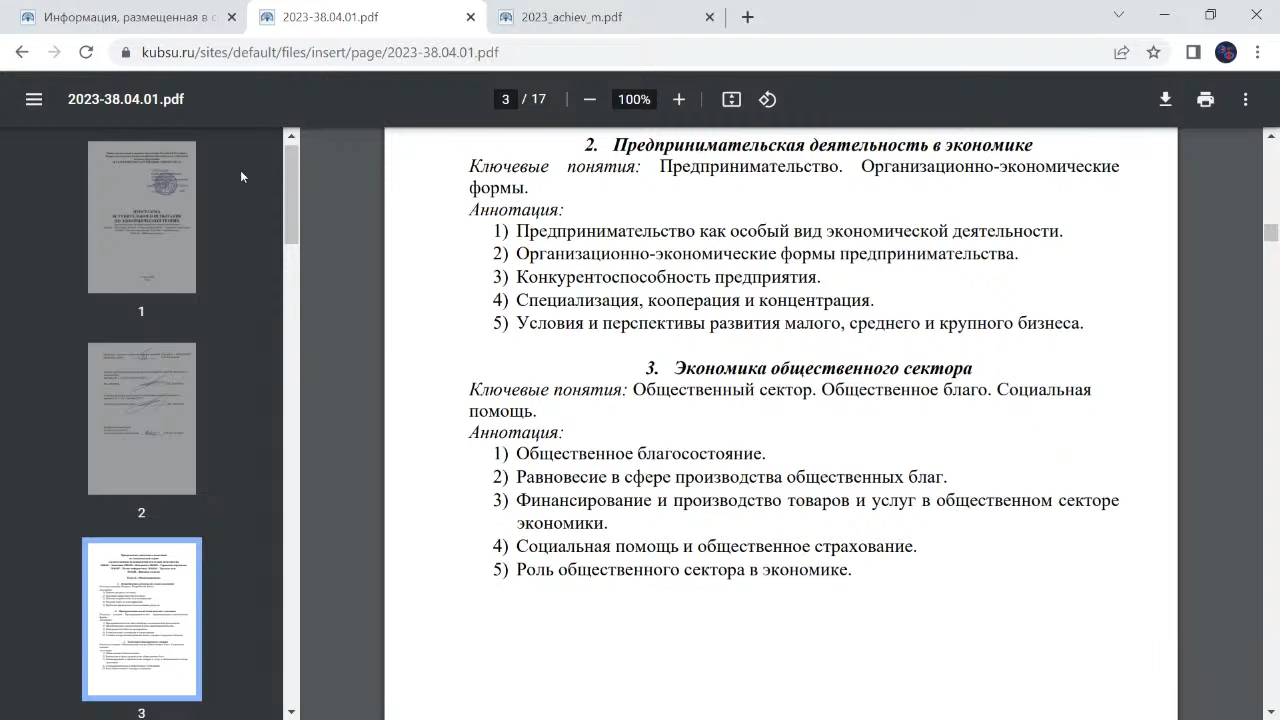 Информация, размещенная в с
2023-38.04.01.pdf
2023_achiev_m.pdf
kubsu.ru/sites/default/files/insert/page/2023-38.04.01.pdf
2023-38.04.01.pdf
3 / 17
100%
1
2
3
2. Предпринимательская деятельность в экономике
Ключевые понятия: Предпринимательство. Организационно-экономические
формы.
Аннотация:
1) Предпринимательство как особый вид экономической деятельности.
2) Организационно-экономические формы предпринимательства.
3) Конкурентоспособность предприятия.
4) Специализация, кооперация и концентрация.
5) Условия и перспективы развития малого, среднего и крупного бизнеса.
3. Экономика общественного сектора
Ключевые понятия: Общественный сектор. Общественное благо. Социальная
помощь.
Аннотация:
1) Общественное благосостояние.
2) Равновесие в сфере производства общественных благ.
3) Финансирование и производство товаров и услуг в общественном секторе
экономики.
4) Социальная помощь и общественное страхование.
5) Роль общественного сектора в экономике.